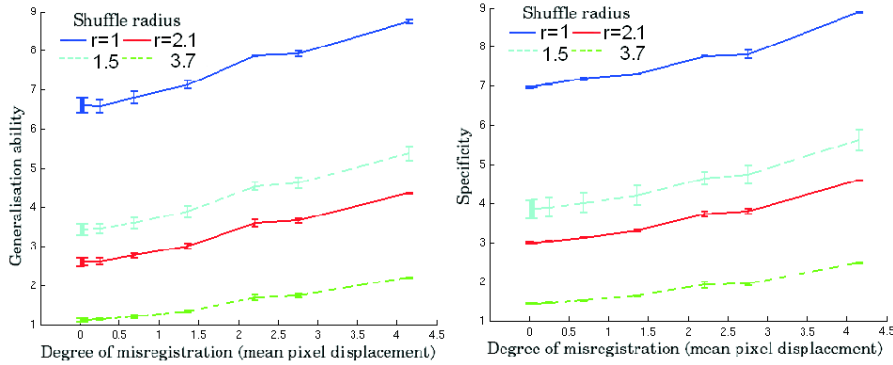 Shuffle radius
r=1 r=2.1
1.5 3.7
Generalisation ability
9
8
7
6
5
4
3
2
1
0 0.5 1 1.5 2 2.5 3 3.5 4 4.5
Degree of misregistration (mean pixel displacement)
Shuffle radius
r=1 r=2.1
1.5 3.7
Specificity
9
8
7
6
5
4
3
2
1
0 0.5 1 1.5 2 2.5 3 3.5 4 4.5
Degree of misregistration (mean pixel displacement)